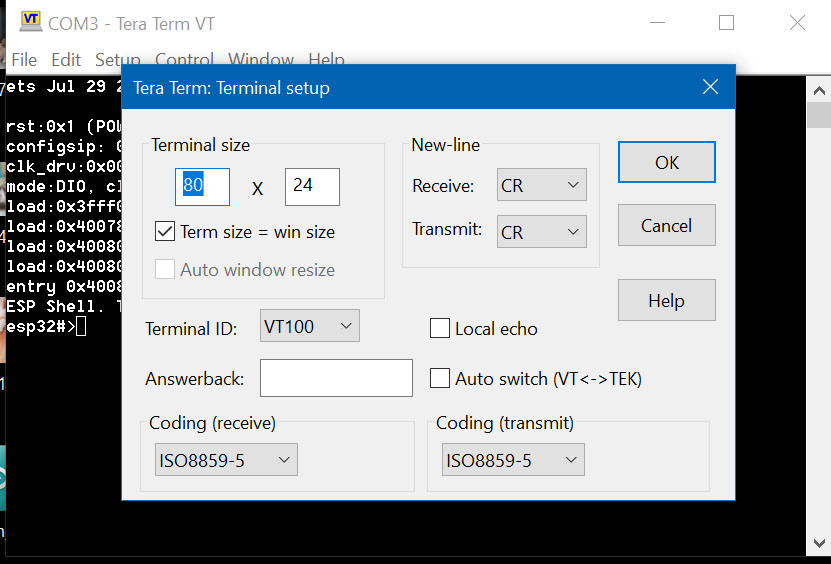 VT COM3 - Tera Term VT
File Edit Setup Control Window Help
ets Jul 29 2
rst:0x1 (POW
configsip: 0
clk_drv:0x00
mode:DIO, cl
load:0x3fff0
load:0x40078
load:0x40080
load:0x40080
entry 0x4008
ESP Shell. T
esp32#>
Tera Term: Terminal setup
Terminal size
80 X 24
Term size = win size
Auto window resize
New-line
Receive: CR
Transmit: CR
OK
Cancel
Help
Terminal ID: VT100
Local echo
Answerback:
Auto switch (VT<->TEK)
Coding (receive)
ISO8859-5
Coding (transmit)
ISO8859-5